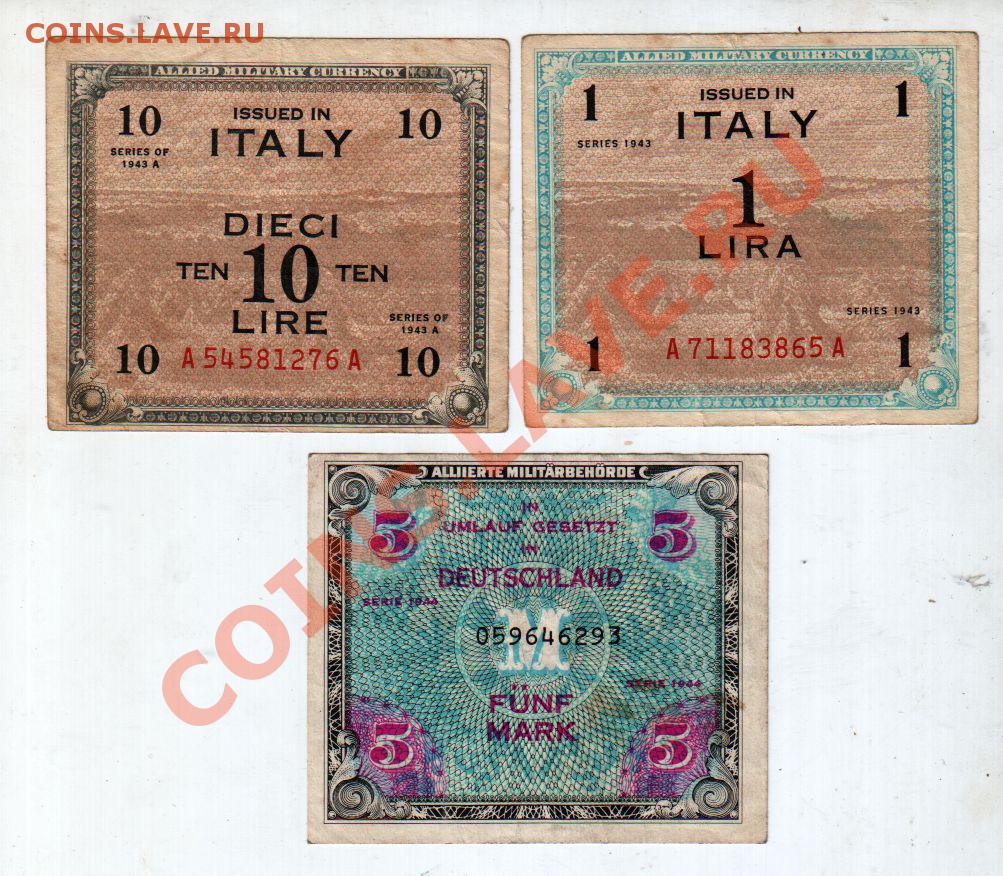 COINS.LAVE.RU
ALLIED MILITARY CURRENCY
10 ISSUED IN 10
ITALY
SERIES OF
1943 A
DIECI
TEN 10 TEN
LIRE
SERIES OF
1943 A
10 A 54581276 A 10
ALLIED MILITARY CURRENCY
1 ISSUED IN 1
ITALY
SERIES 1943
1
LIRA
SERIES 1943
1 A 71183865 A 1
ALLIIERTE MILITÄRBEHÖRDE
IN
5 UMLAUF GESETZT 5
IN
DEUTSCHLAND
SERIE 1944
M
059646293
SERIE 1944
FÜNF
5 MARK 5
COINS.LAVE.RU